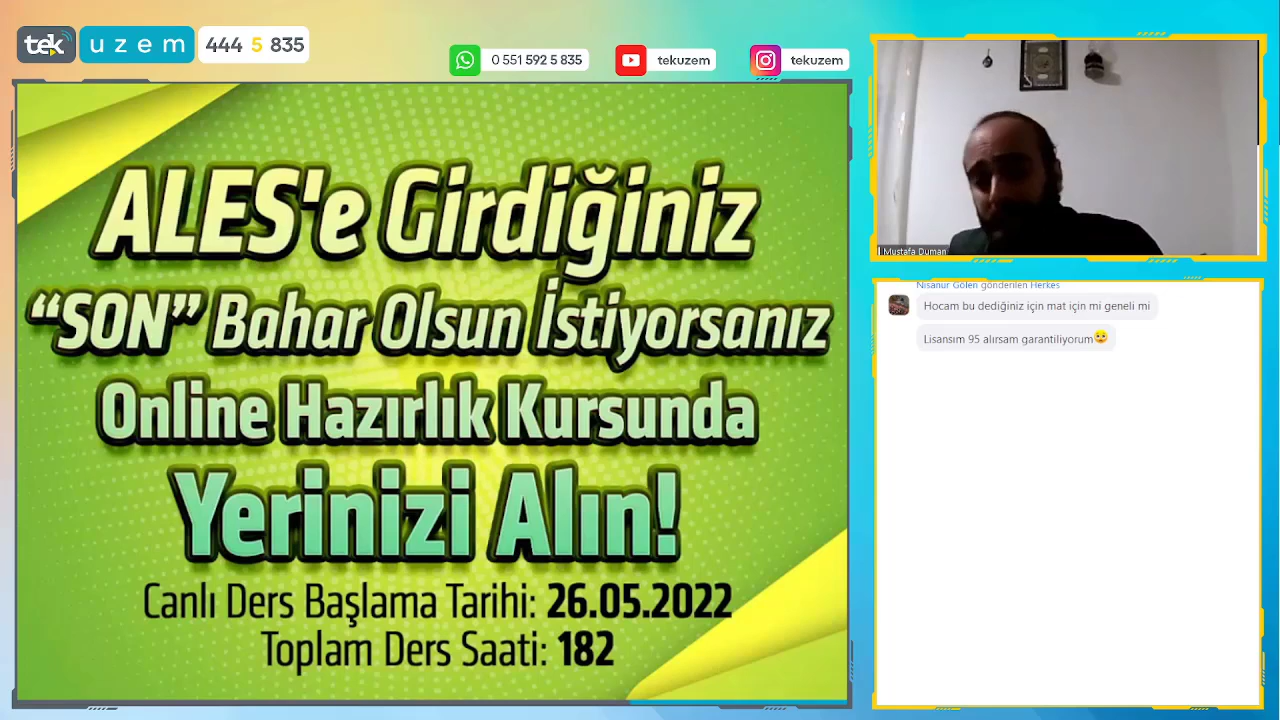 tek uzem 444 5 835
0 551 592 5 835
tekuzem
tekuzem
ALES'e Girdiğiniz
“SON” Bahar Olsun İstiyorsanız
Online Hazırlık Kursunda
Yerinizi Alın!
Canlı Ders Başlama Tarihi: 26.05.2022
Toplam Ders Saati: 182
Mustafa Duman
Nisanur Gölen gönderilen Herkes
Hocam bu dediğiniz için mat için mi geneli mi
Lisansım 95 alırsam garantiliyorum